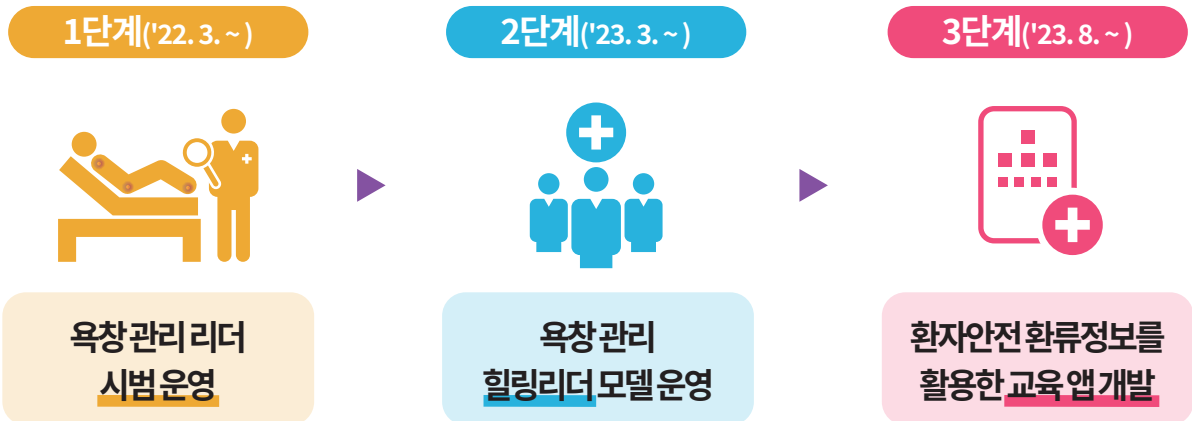 1단계('22. 3. ~ )
2단계('23. 3. ~ )
3단계('23. 8. ~ )
욕창 관리 리더
시범 운영
욕창 관리
힐링리더 모델 운영
환자안전 환류정보를
활용한 교육 앱 개발